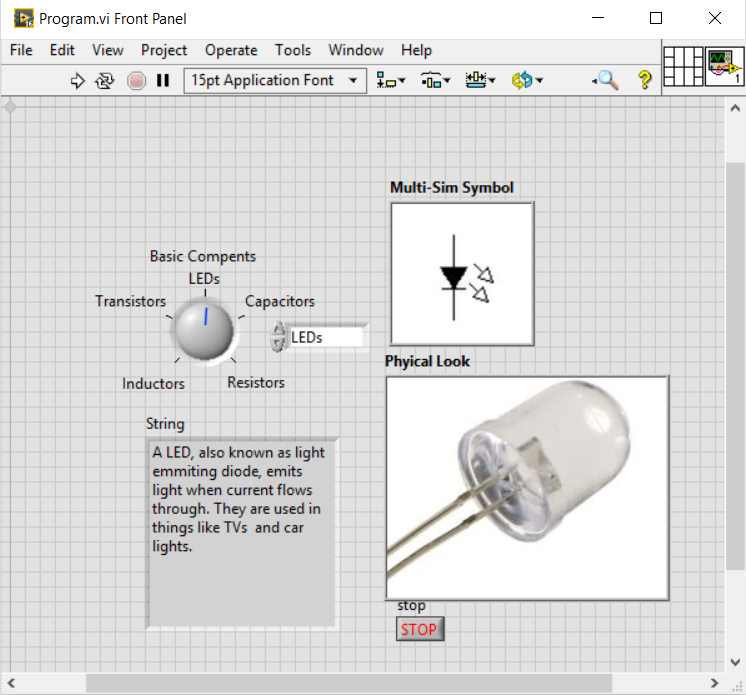 Program.vi Front Panel
File Edit View Project Operate Tools Window Help
15pt Application Font
1
Multi-Sim Symbol
Basic Compents
LEDs
Transistors Capacitors
LEDs
Phyical Look
Inductors Resistors
String
A LED, also known as light
emmiting diode, emits
light when current flows
through. They are used in
things like TVs and car
lights.
stop
STOP